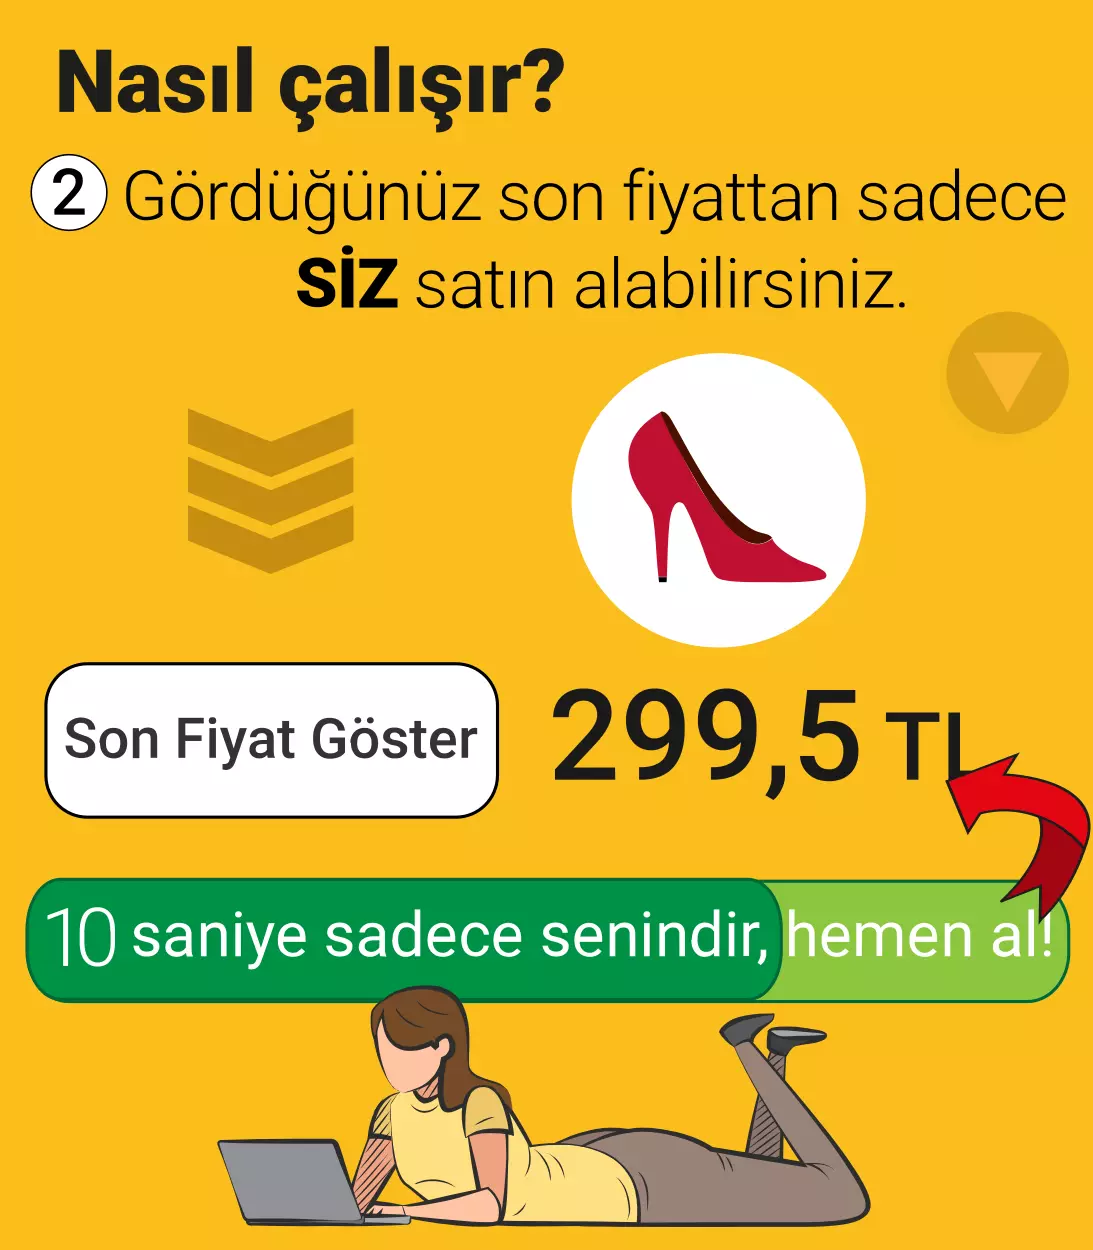 Nasıl çalışır?
2 Gördüğünüz son fiyattan sadece
SİZ satın alabilirsiniz.
Son Fiyat Göster
299,5 TL
10 saniye sadece senindir, hemen al!